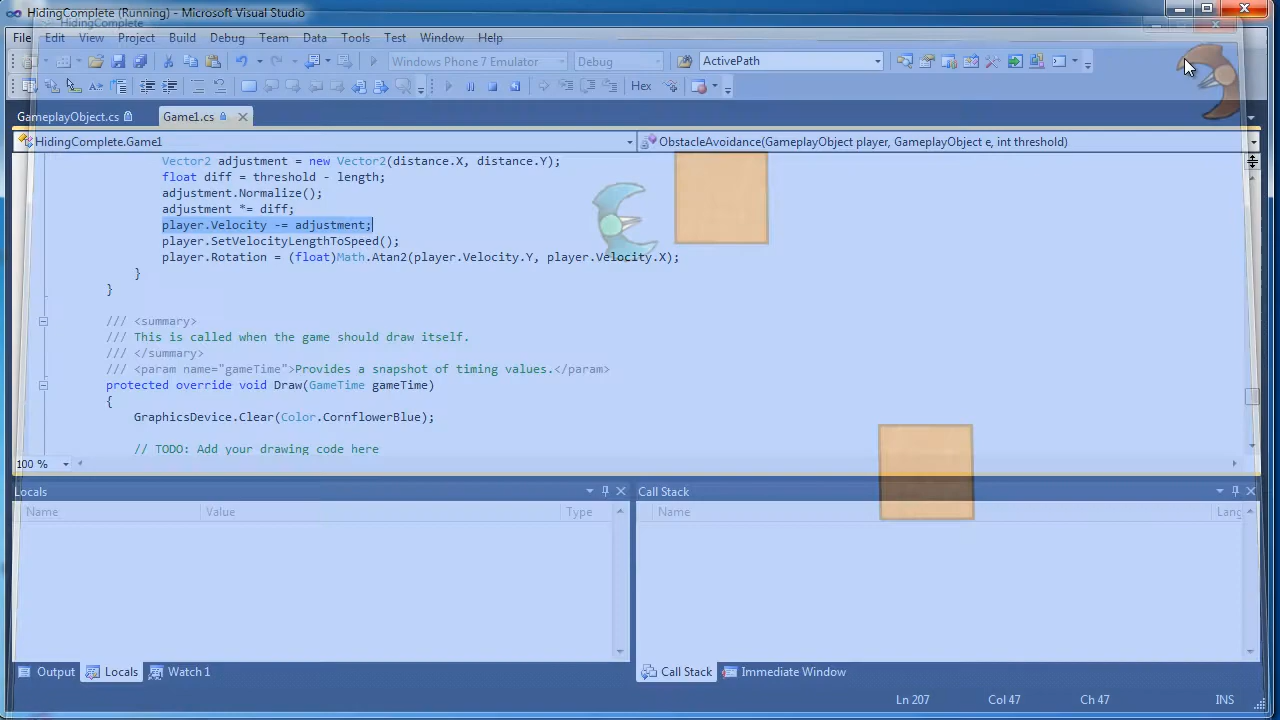 HidingComplete (Running) - Microsoft Visual Studio
HidingComplete
File Edit View Project Build Debug Team Data Tools Test Window Help
Windows Phone 7 Emulator Debug ActivePath
Hex
GameplayObject.cs Game1.cs
HidingComplete.Game1 ObstacleAvoidance(GameplayObject player, GameplayObject e, int threshold)
Vector2 adjustment = new Vector2(distance.X, distance.Y);
float diff = threshold - length;
adjustment.Normalize();
adjustment *= diff;
player.Velocity -= adjustment;
player.SetVelocityLengthToSpeed();
player.Rotation = (float)Math.Atan2(player.Velocity.Y, player.Velocity.X);
}
}
/// <summary>
/// This is called when the game should draw itself.
/// </summary>
/// <param name="gameTime">Provides a snapshot of timing values.</param>
protected override void Draw(GameTime gameTime)
{
GraphicsDevice.Clear(Color.CornflowerBlue);
// TODO: Add your drawing code here
100 %
Locals Call Stack
Name Value Type Name Lang
Output Locals Watch 1 Call Stack Immediate Window
Ln 207 Col 47 Ch 47 INS